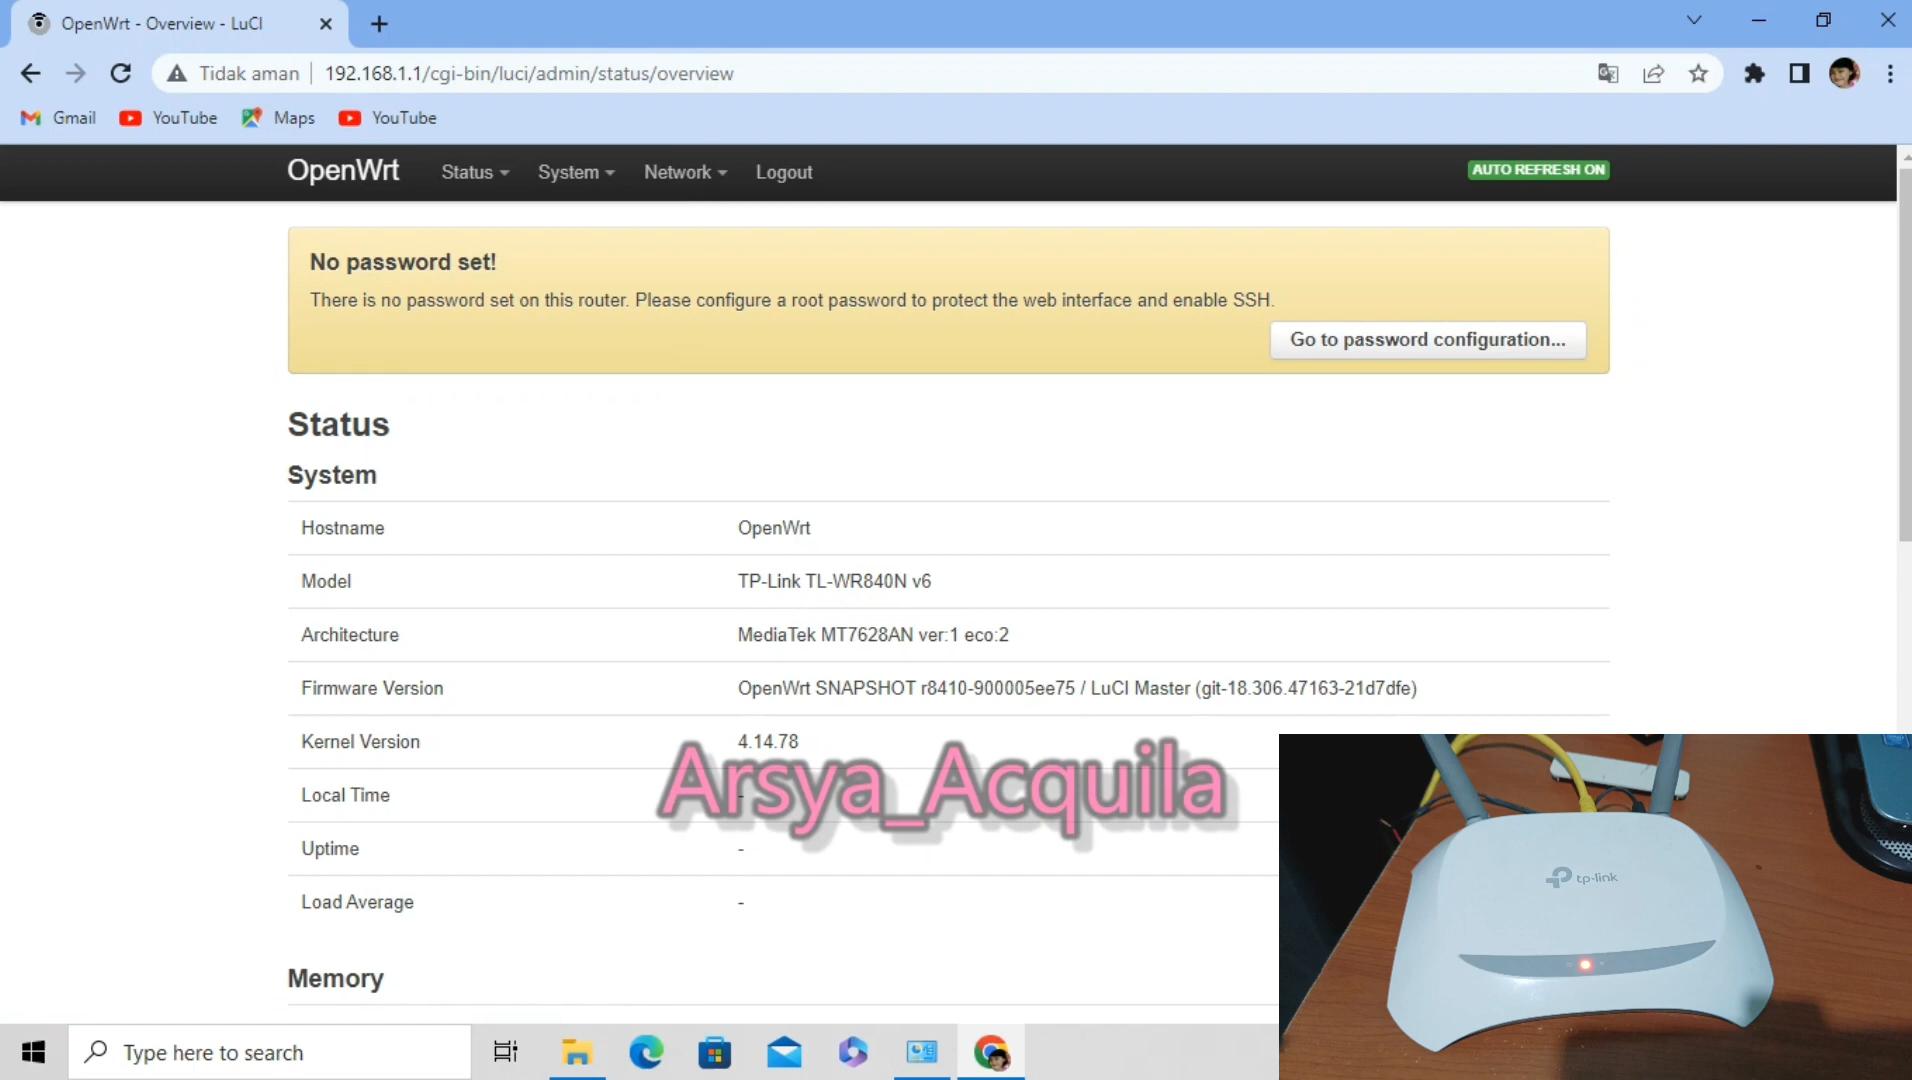 OpenWrt - Overview - LuCI
Tidak aman
192.168.1.1/cgi-bin/luci/admin/status/overview
Gmail
YouTube
Maps
YouTube
OpenWrt
Status
System
Network
Logout
AUTO REFRESH ON
No password set!
There is no password set on this router. Please configure a root password to protect the web interface and enable SSH.
Go to password configuration...
Status
System
Hostname
OpenWrt
Model
TP-Link TL-WR840N v6
Architecture
MediaTek MT7628AN ver:1 eco:2
Firmware Version
OpenWrt SNAPSHOT r8410-900005ee75 / LuCI Master (git-18.306.47163-21d7dfe)
Kernel Version
4.14.78
Arsya_Acquila
Local Time
-
Uptime
-
Load Average
-
tp-link
Memory
Type here to search